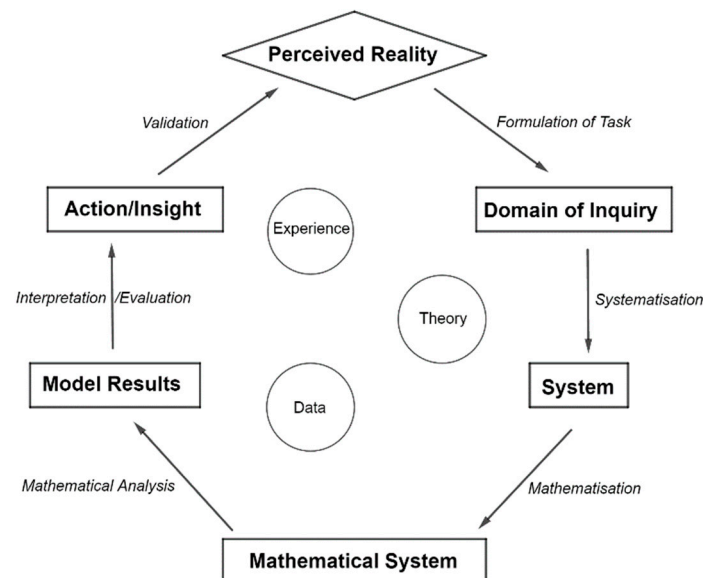 Perceived Reality
Validation
Formulation of Task
Action/Insight
Domain of Inquiry
Experience
Interpretation /Evaluation
Systematisation
Theory
Model Results
System
Data
Mathematical Analysis
Mathematisation
Mathematical System